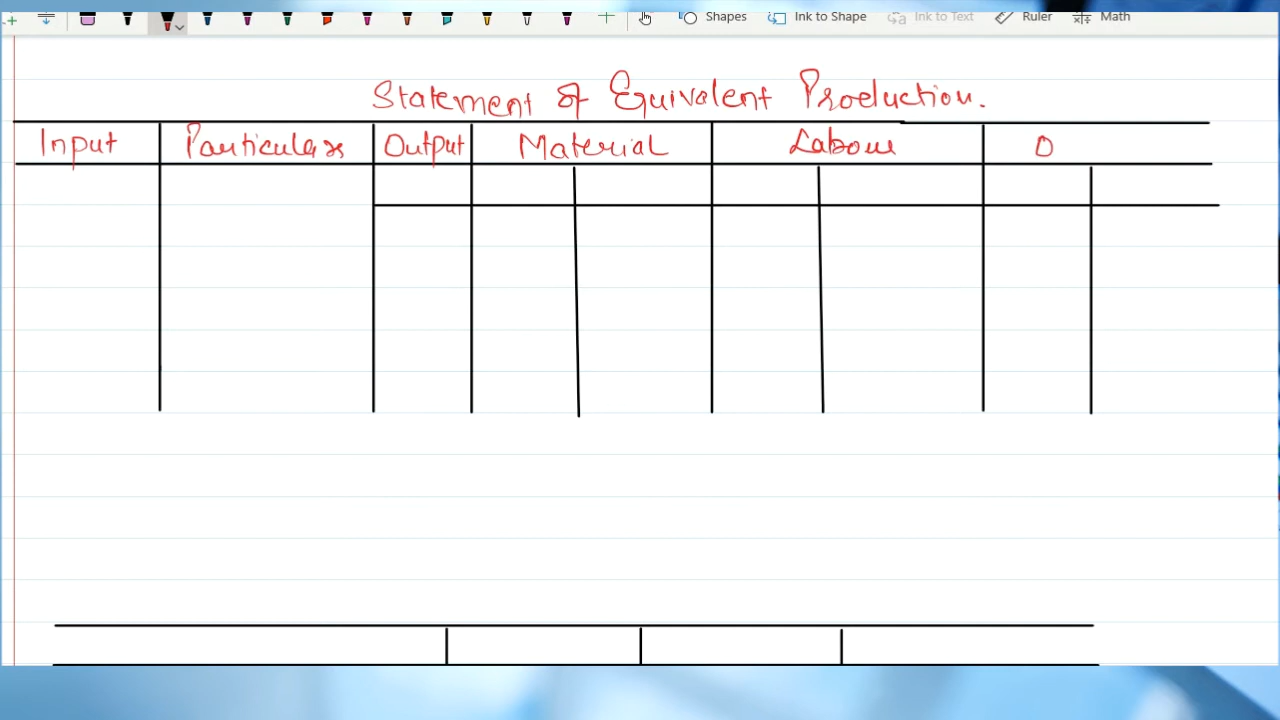 Shapes Ink to Shape Ink to Text Ruler Math
Statement of Equivalent Production.
Input Particulars Output Material Labour O